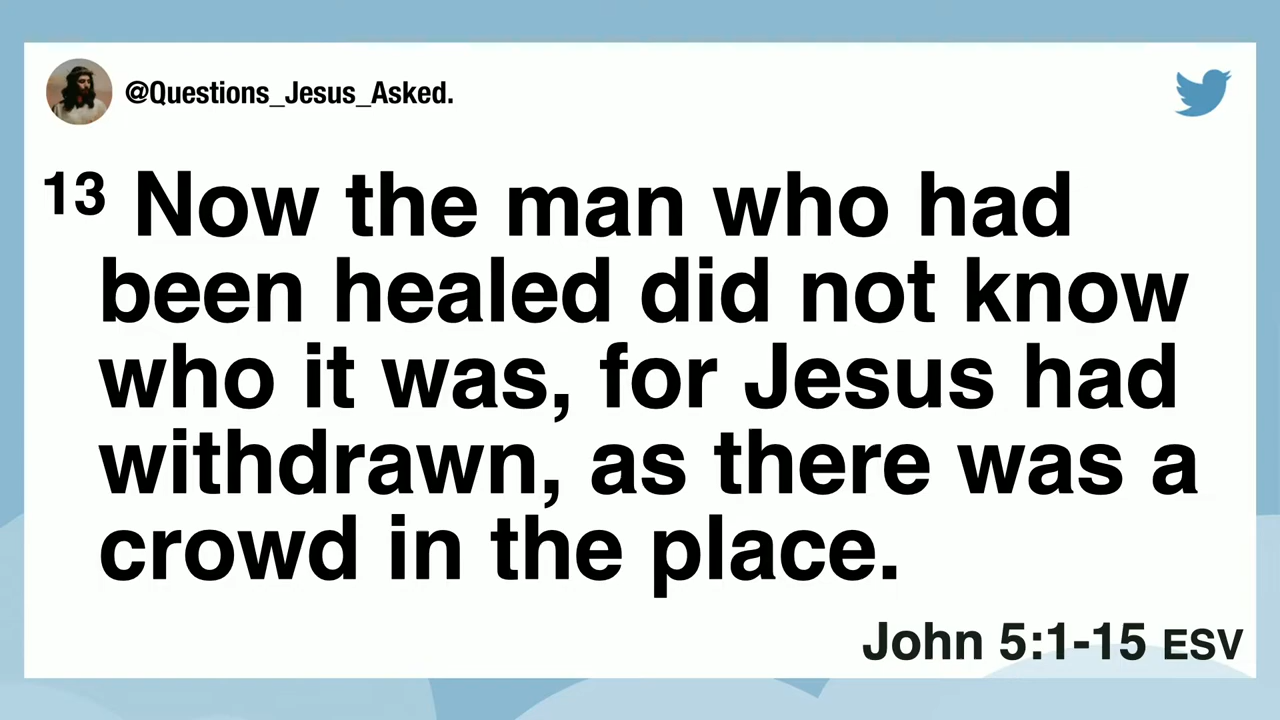 @Questions_Jesus_Asked.
13 Now the man who had
been healed did not know
who it was, for Jesus had
withdrawn, as there was a
crowd in the place.
John 5:1-15 ESV